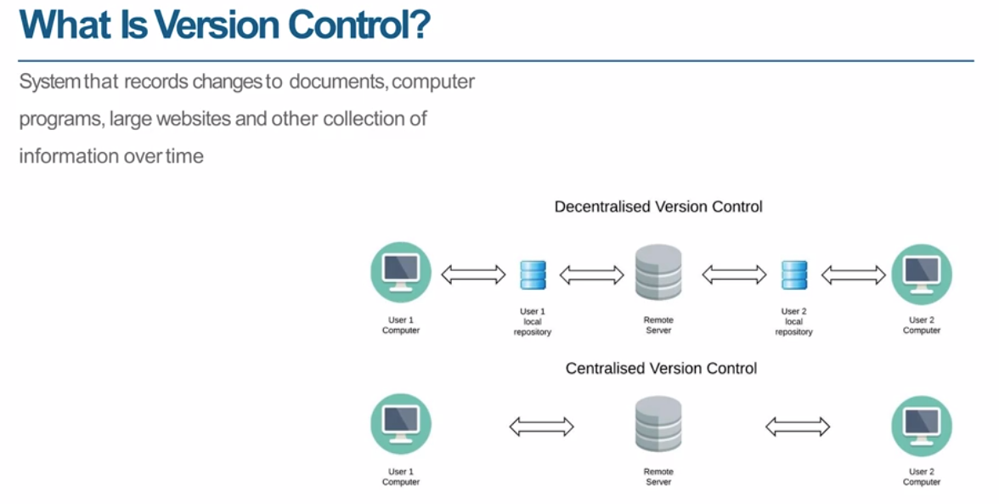 What Is Version Control?
System that records changes to documents, computer
programs, large websites and other collection of
information over time
Decentralised Version Control
User 1
Computer
User 1
local
repository
Remote
Server
User 2
local
repository
User 2
Computer
Centralised Version Control
User 1
Computer
Remote
Server
User 2
Computer